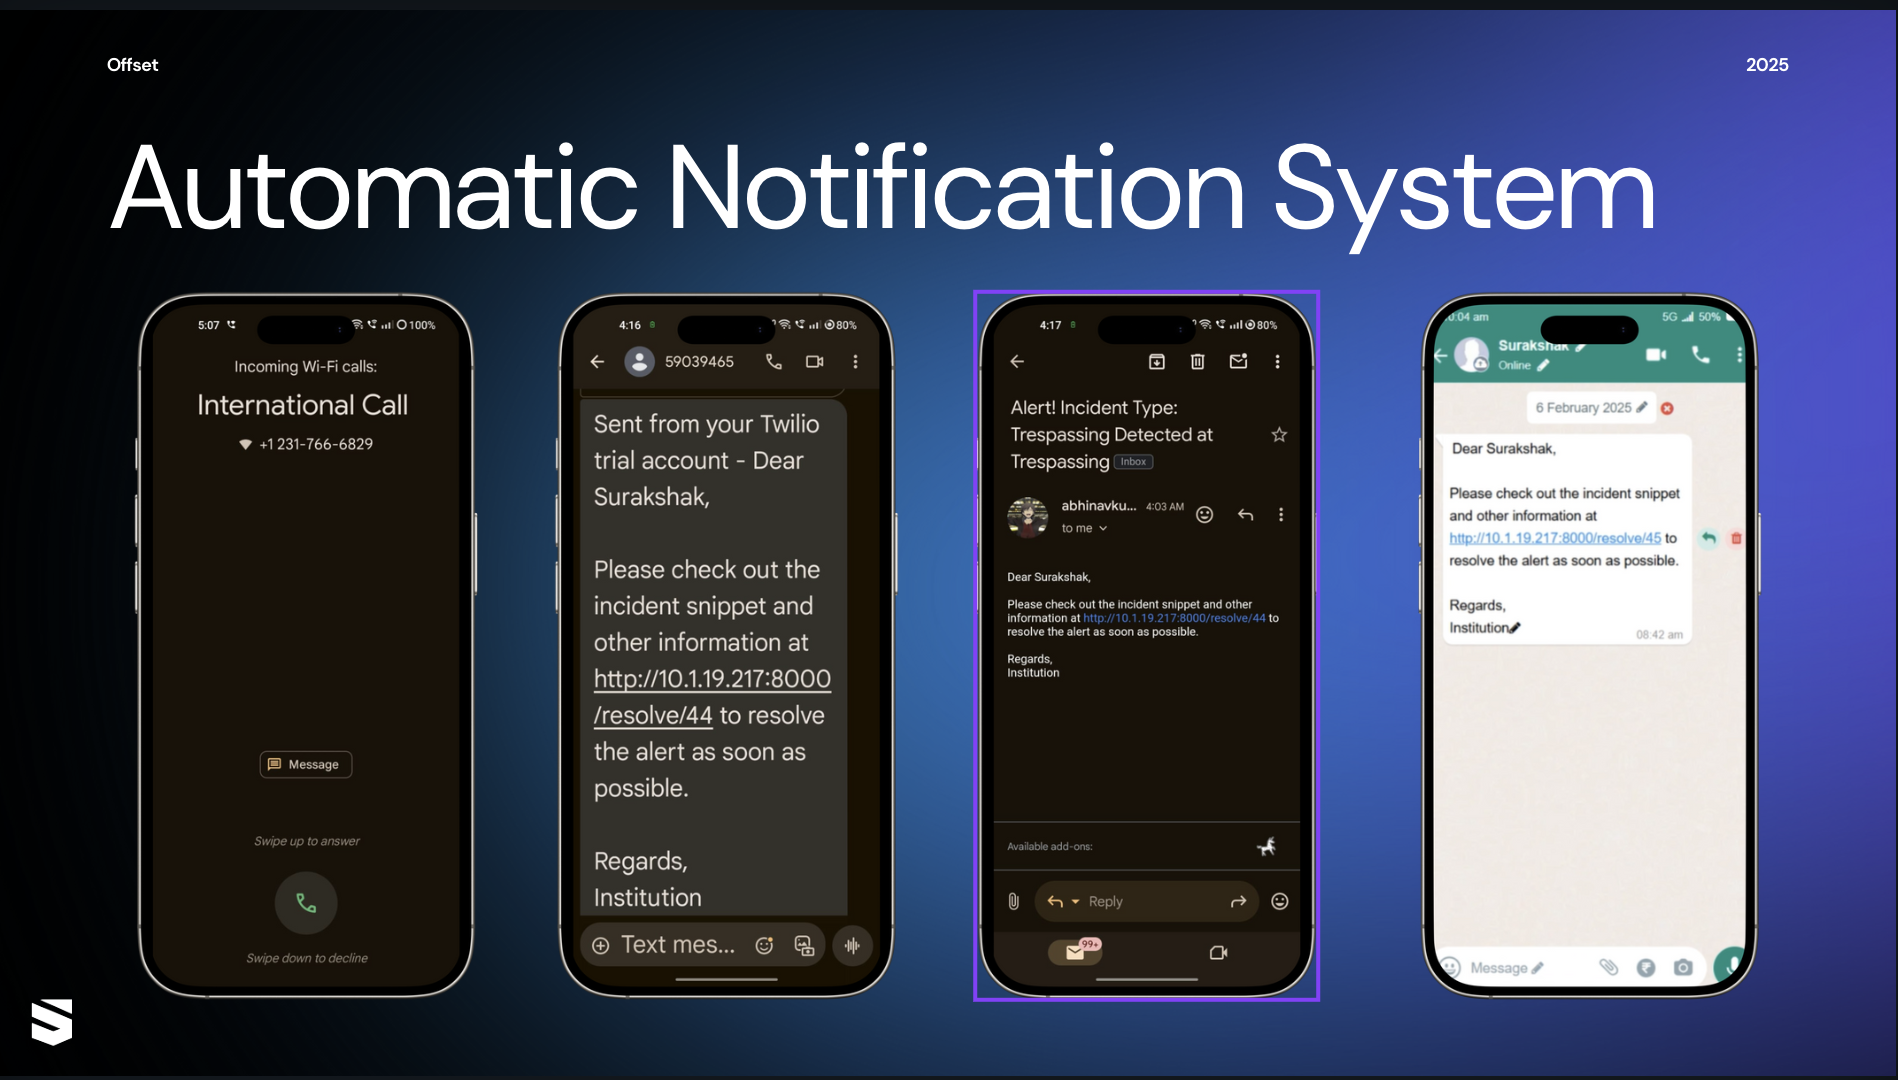 Offset
2025
Automatic Notification System
5:07
100%
Incoming Wi-Fi calls:
International Call
+1 231-766-6829
Message
Swipe up to answer
Swipe down to decline
4:16
80%
59039465
Sent from your Twilio
trial account - Dear
Surakshak,
Please check out the
incident snippet and
other information at
http://10.1.19.217:8000
/resolve/44 to resolve
the alert as soon as
possible.
Regards,
Institution
Text mes...
4:17
80%
Alert! Incident Type:
Trespassing Detected at
Trespassing Inbox
abhinavku... 4:03 AM
to me
Dear Surakshak,
Please check out the incident snippet and other
information at http://10.1.19.217:8000/resolve/44 to
resolve the alert as soon as possible.
Regards,
Institution
Available add-ons:
Reply
99+
0:04 am
5G 50%
Surakshak
Online
6 February 2025
Dear Surakshak,
Please check out the incident snippet
and other information at
http://10.1.19.217:8000/resolve/45 to
resolve the alert as soon as possible.
Regards,
Institution
08:42 am
Message